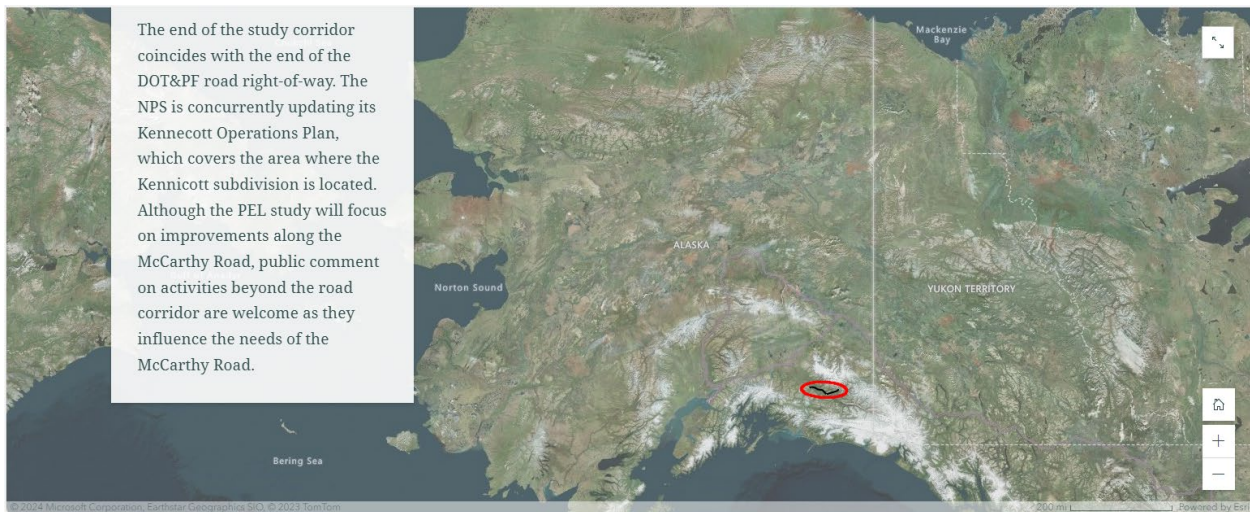 The end of the study corridor
coincides with the end of the
DOT&PF road right-of-way. The
NPS is concurrently updating its
Kennecott Operations Plan,
which covers the area where the
Kennicott subdivision is located.
Although the PEL study will focus
on improvements along the
McCarthy Road, public comment
on activities beyond the road
corridor are welcome as they
influence the needs of the
McCarthy Road.
Mackenzie
Bay
ALASKA
Norton Sound
YUKON TERRITORY
Bering Sea
© 2024 Microsoft Corporation, Earthstar Geographics SIO, © 2023 TomTom
200 mi
Powered by Esri